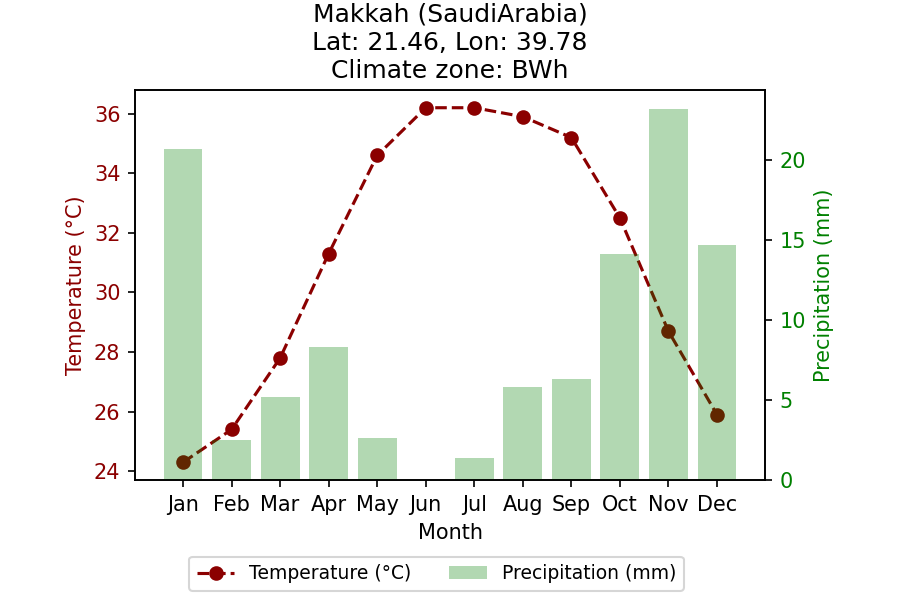 Makkah (SaudiArabia)
Lat: 21.46, Lon: 39.78
Climate zone: BWh
36
34
32
30
28
26
24
Temperature (°C)
20
15
10
5
0
Precipitation (mm)
Jan Feb Mar Apr May Jun Jul Aug Sep Oct Nov Dec
Month
Temperature (°C) Precipitation (mm)